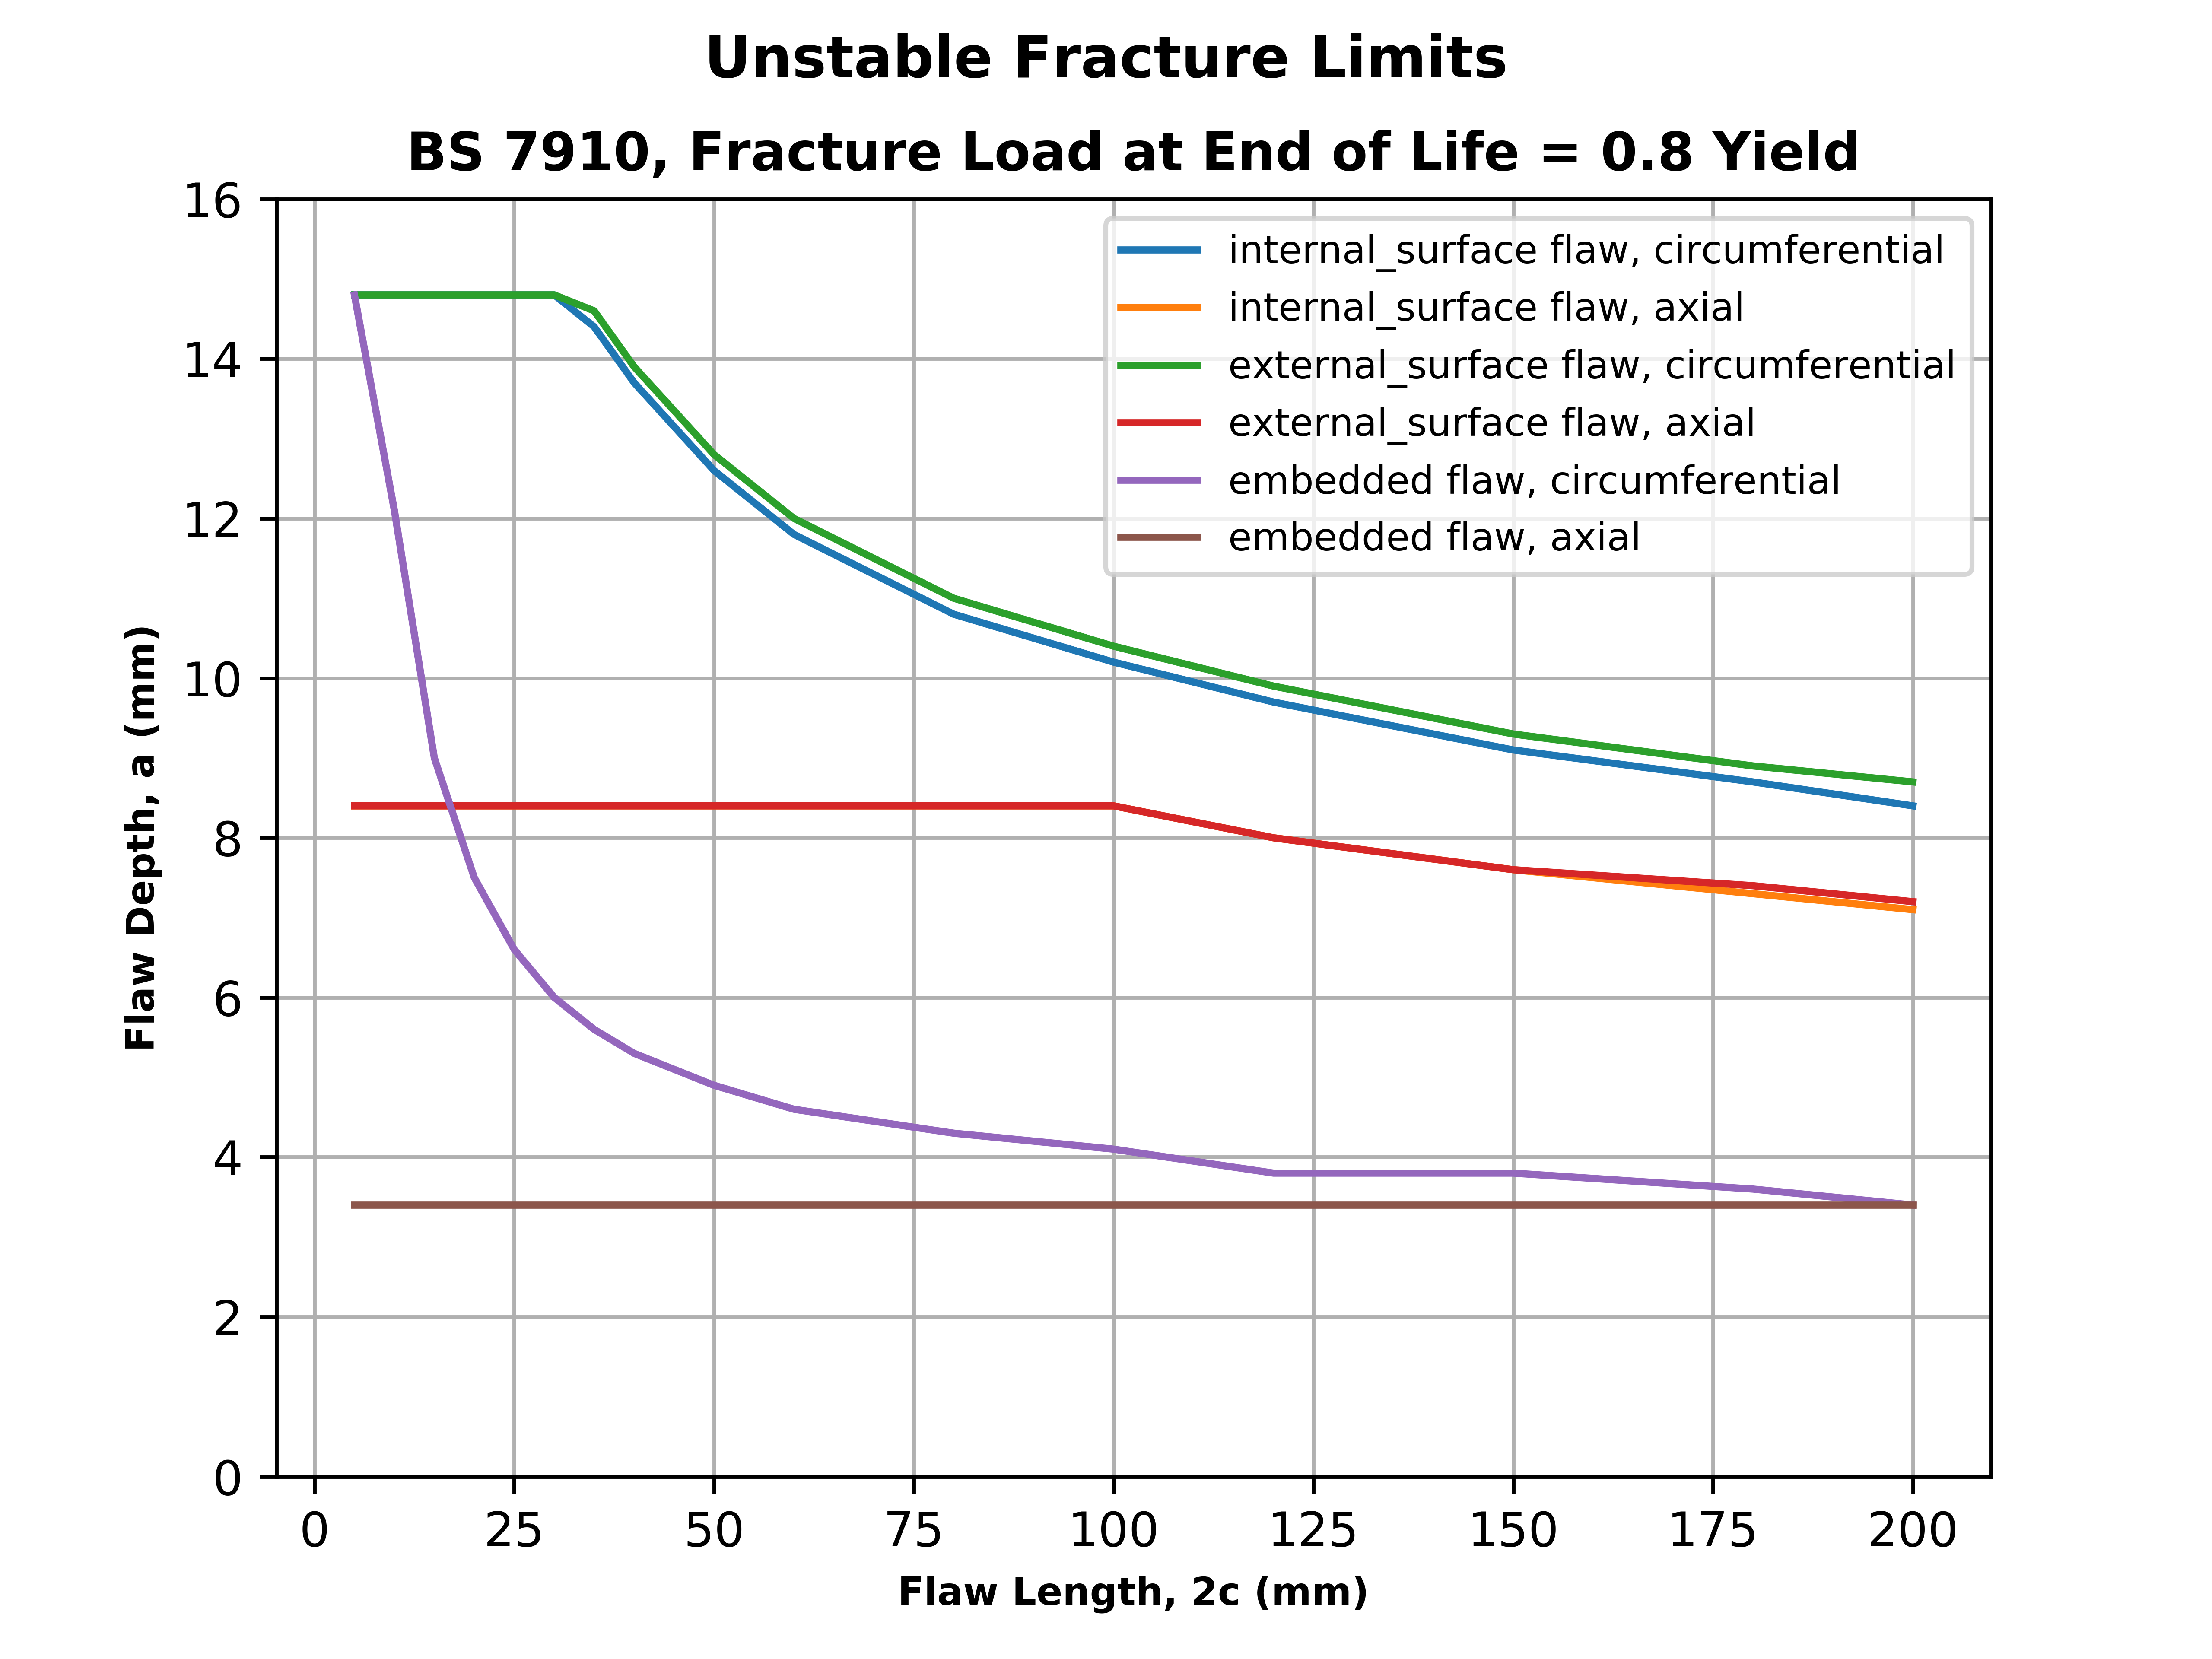 Unstable Fracture Limits
BS 7910, Fracture Load at End of Life = 0.8 Yield
16
14
12
10
8
6
4
2
0
Flaw Depth, a (mm)
internal_surface flaw, circumferential
internal_surface flaw, axial
external_surface flaw, circumferential
external_surface flaw, axial
embedded flaw, circumferential
embedded flaw, axial
0 25 50 75 100 125 150 175 200
Flaw Length, 2c (mm)